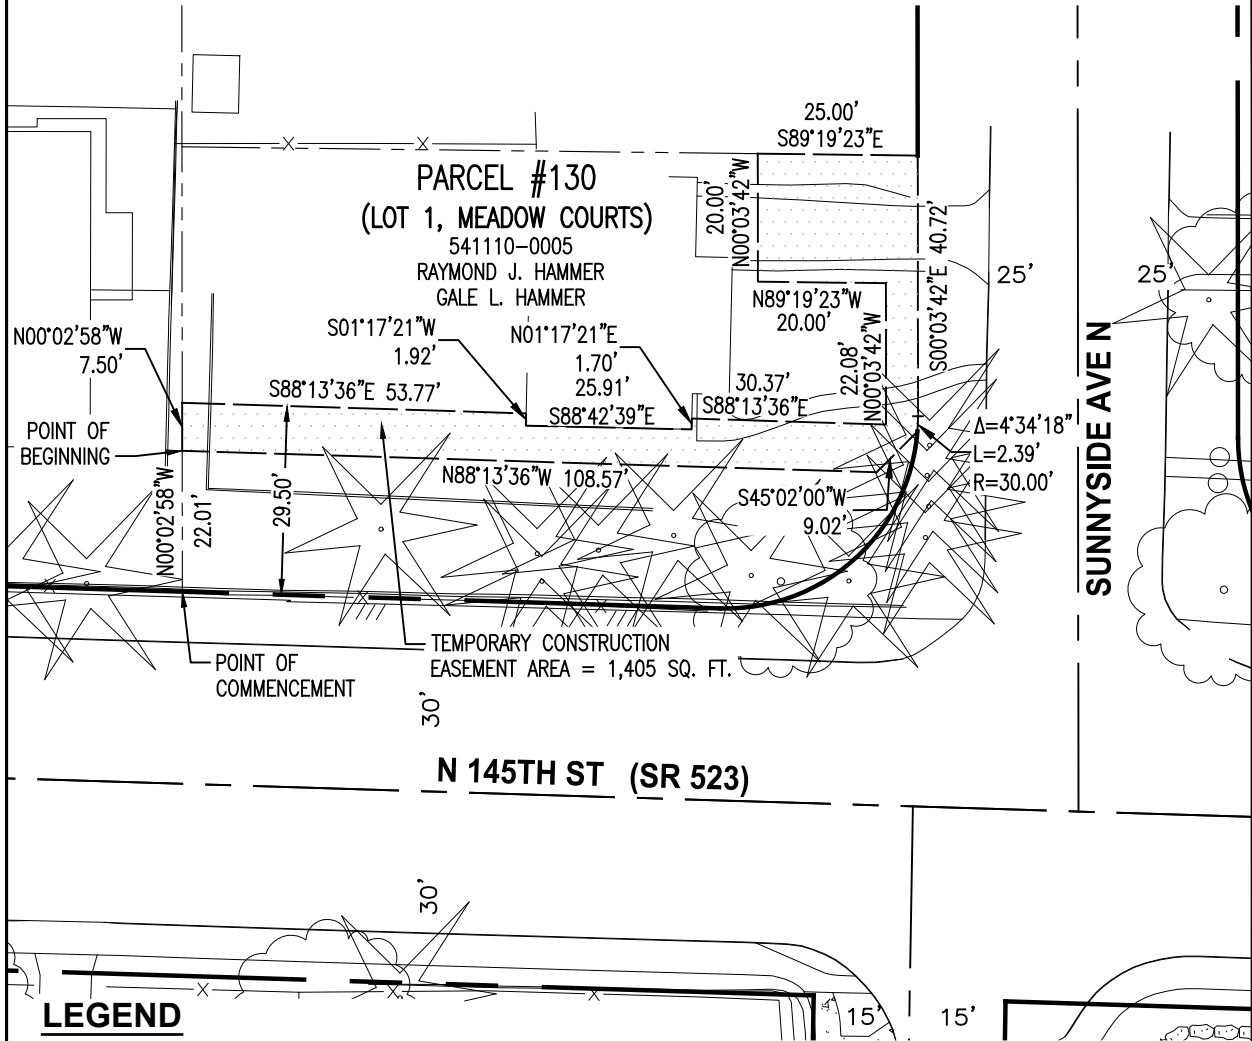 25.00'
S89°19'23"E
PARCEL #130
(LOT 1, MEADOW COURTS)
541110-0005
RAYMOND J. HAMMER
GALE L. HAMMER
20.00'
N00°03'42"W
S00°03'42"E 40.72'
25'
25'
N89°19'23"W
20.00'
22.08'
N00°03'42"W
N00°02'58"W
7.50'
S01°17'21"W
1.92'
N01°17'21"E
1.70'
25.91'
S88°42'39"E
S88°13'36"E 53.77'
30.37'
S88°13'36"E
POINT OF
BEGINNING
Δ=4°34'18"
L=2.39'
R=30.00'
SUNNYSIDE AVE N
N88°13'36"W 108.57'
S45°02'00"W
9.02'
N00°02'58"W
22.01'
29.50'
TEMPORARY CONSTRUCTION
EASEMENT AREA = 1,405 SQ. FT.
POINT OF
COMMENCEMENT
30'
N 145TH ST (SR 523)
30'
LEGEND
15'
15'